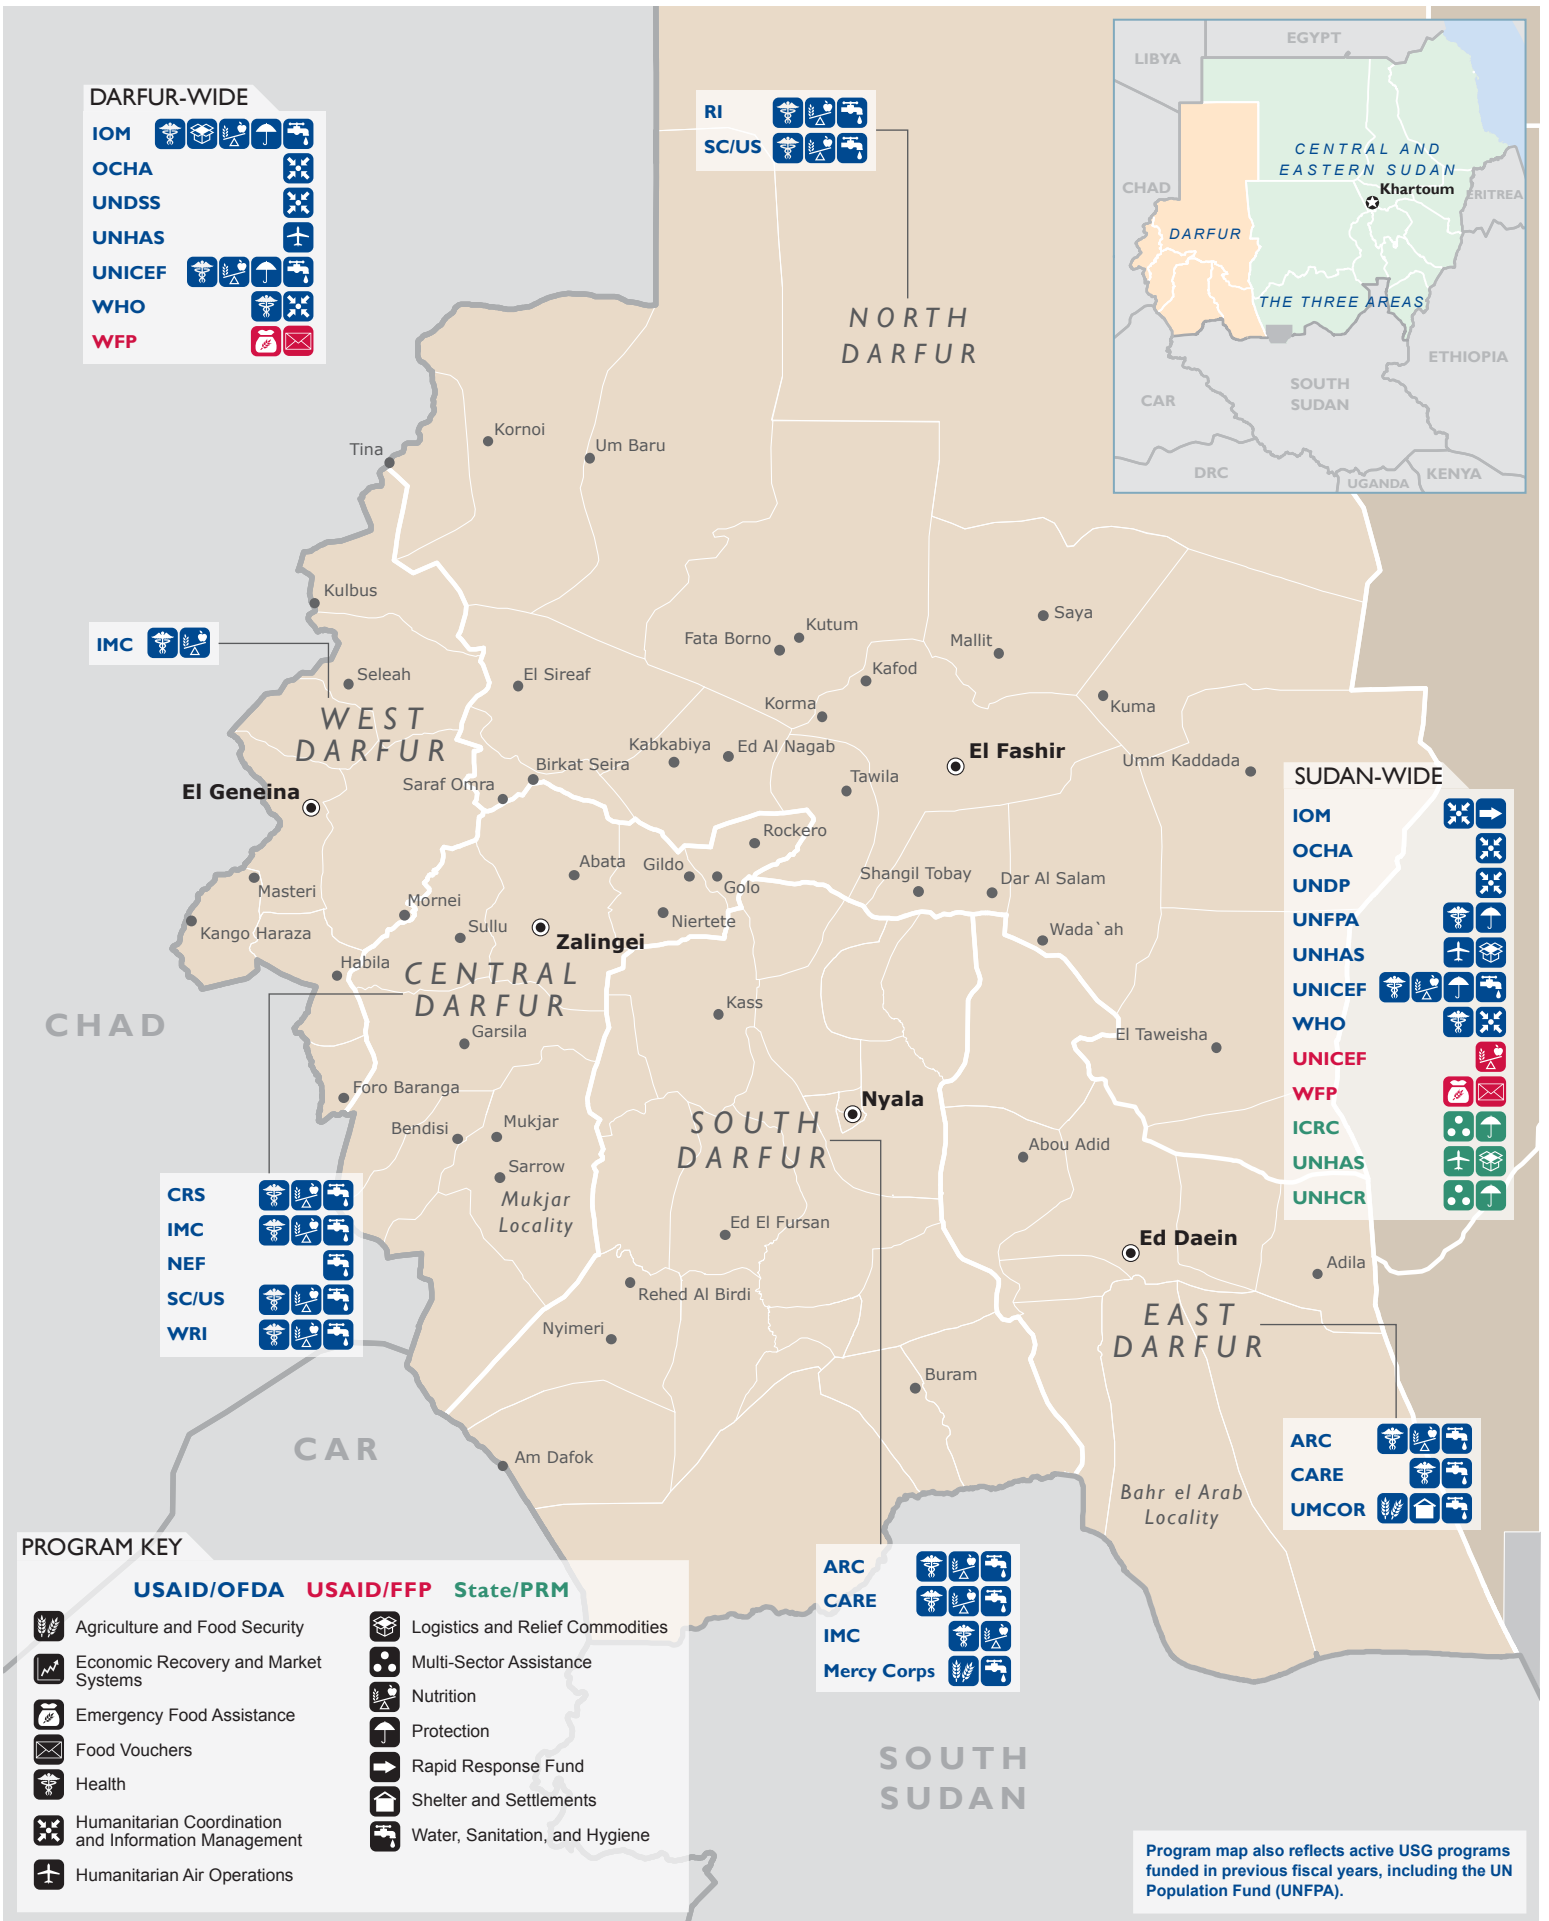 DARFUR-WIDE
IOM
OCHA
UNDSS
UNHAS
UNICEF
WHO
WFP
RI
SC/US
EGYPT
LIBYA
CENTRAL AND
EASTERN SUDAN
Khartoum
CHAD
ERITREA
DARFUR
THE THREE AREAS
ETHIOPIA
SOUTH
SUDAN
CAR
DRC
UGANDA
KENYA
NORTH
DARFUR
Kornoi
Um Baru
Tina
Kulbus
IMC
Seleah
WEST
DARFUR
El Sireaf
Fata Borno
Kutum
Saya
Mallit
Kafod
Korma
Kuma
Kabkabiya
Ed Al Nagab
El Fashir
Umm Kaddada
Birkat Seira
Saraf Omra
Tawila
El Geneina
Rockero
Abata
Gildo
Golo
Shangil Tobay
Dar Al Salam
Masteri
Mornei
Sullu
Niertete
Kango Haraza
Zalingei
Wada`ah
Habila
CENTRAL
DARFUR
Kass
CHAD
Garsila
El Taweisha
Foro Baranga
Nyala
SOUTH
DARFUR
Bendisi
Mukjar
Abou Adid
Sarrow
Mukjar
Locality
Ed El Fursan
Ed Daein
Adila
Rehed Al Birdi
Nyimeri
EAST
DARFUR
Buram
CAR
Am Dafok
Bahr el Arab
Locality
SUDAN-WIDE
IOM
OCHA
UNDP
UNFPA
UNHAS
UNICEF
WHO
UNICEF
WFP
ICRC
UNHAS
UNHCR
CRS
IMC
NEF
SC/US
WRI
ARC
CARE
UMCOR
ARC
CARE
IMC
Mercy Corps
SOUTH
SUDAN
PROGRAM KEY
USAID/OFDA USAID/FFP State/PRM
Agriculture and Food Security
Economic Recovery and Market
Systems
Emergency Food Assistance
Food Vouchers
Health
Humanitarian Coordination
and Information Management
Humanitarian Air Operations
Logistics and Relief Commodities
Multi-Sector Assistance
Nutrition
Protection
Rapid Response Fund
Shelter and Settlements
Water, Sanitation, and Hygiene
Program map also reflects active USG programs
funded in previous fiscal years, including the UN
Population Fund (UNFPA).